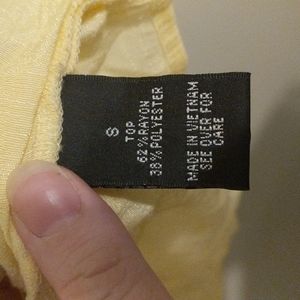 S
TOP
62% RAYON
38% POLYESTER
MADE IN VIETNAM
SEE OVER FOR
CARE